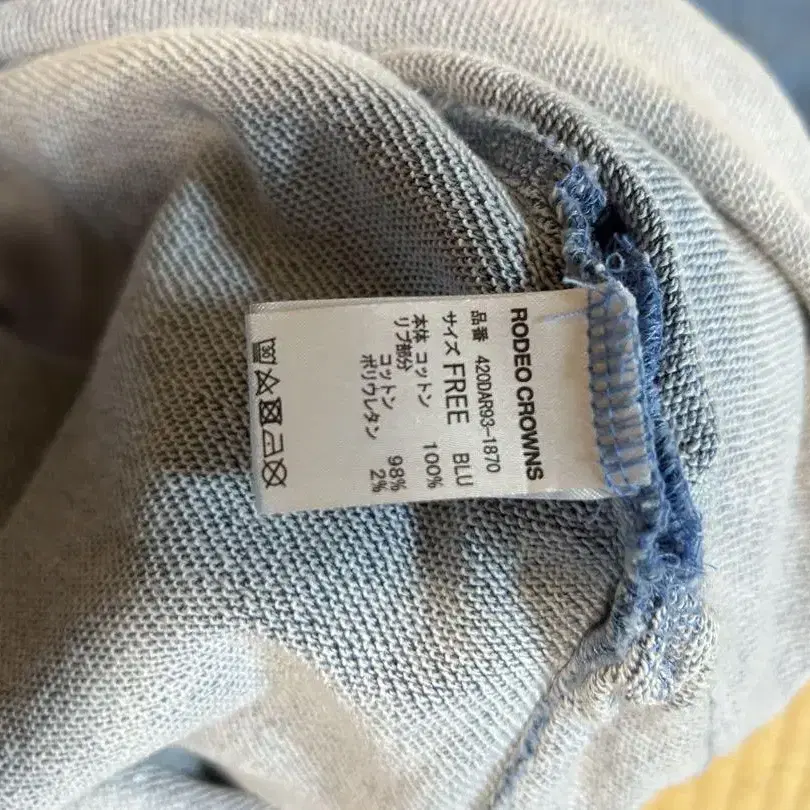 RODEO CROWNS
品番 420DAR93-1870
サイズ FREE BLU
本体 コットン 100%
リブ部分
コットン 98%
ポリウレタン 2%
30